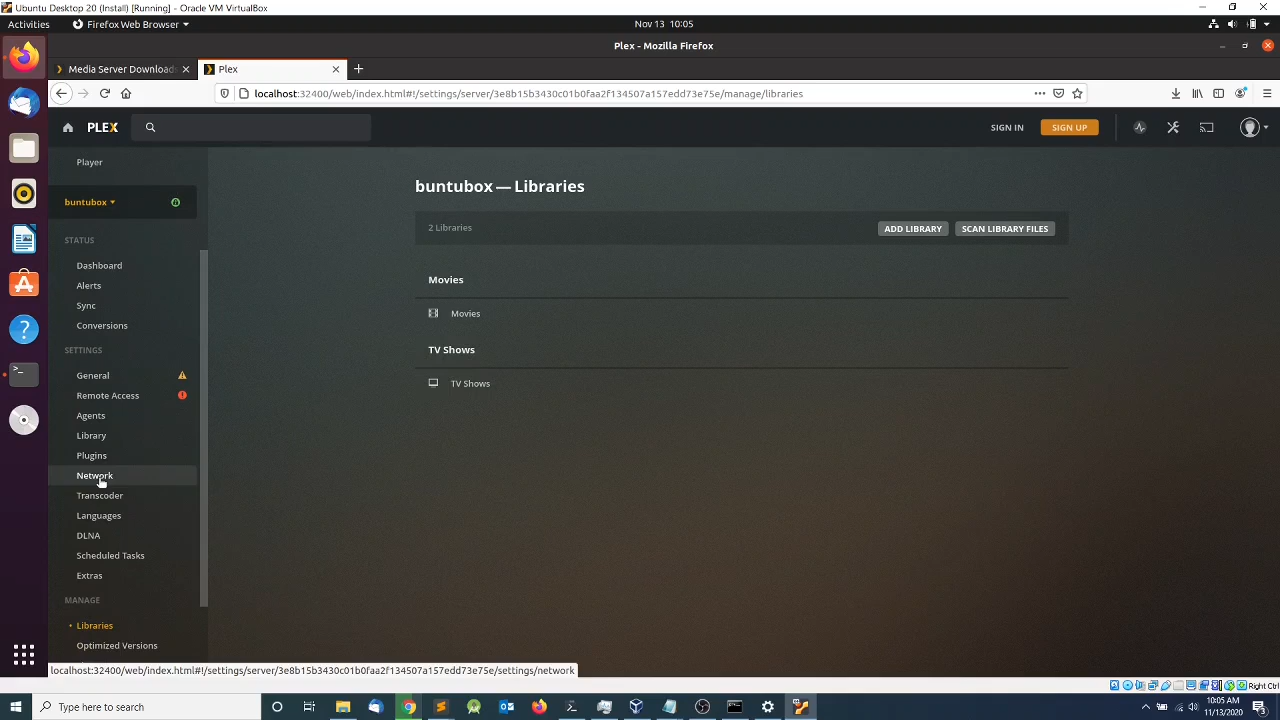 Ubuntu Desktop 20 (Install) [Running] - Oracle VM VirtualBox
Activities
Firefox Web Browser
Nov 13 10:05
Plex - Mozilla Firefox
Media Server Downloads
Plex
localhost:32400/web/index.html#!/settings/server/3e8b15b3430c01b0faa2f134507a157edd73e75e/manage/libraries
PLEX
SIGN IN
SIGN UP
Player
buntubox
STATUS
Dashboard
Alerts
Sync
Conversions
SETTINGS
General
Remote Access
Agents
Library
Plugins
Network
Transcoder
Languages
DLNA
Scheduled Tasks
Extras
MANAGE
Libraries
Optimized Versions
buntubox — Libraries
2 Libraries
ADD LIBRARY
SCAN LIBRARY FILES
Movies
Movies
TV Shows
TV Shows
localhost:32400/web/index.html#!/settings/server/3e8b15b3430c01b0faa2f134507a157edd73e75e/settings/network
Right Ctrl
Type here to search
10:05 AM
11/13/2020